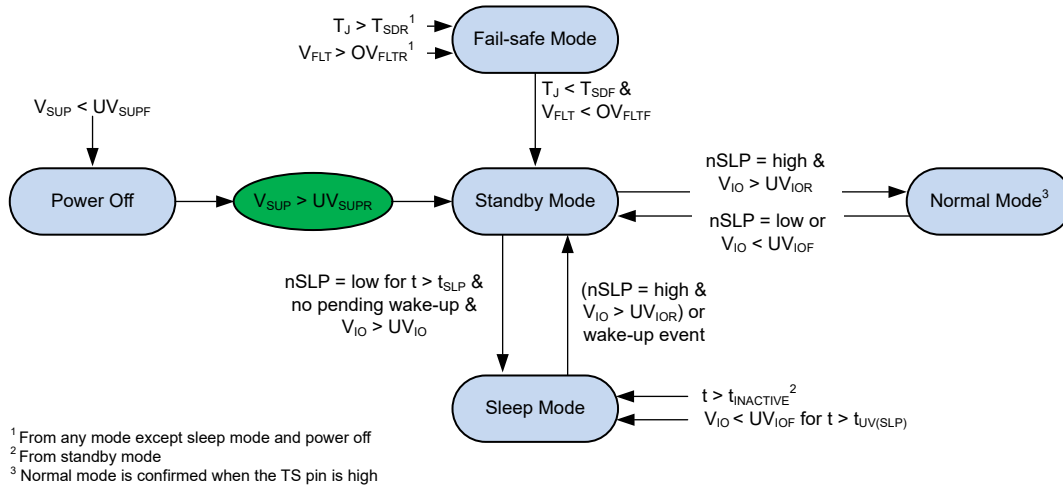 T_J > T_SDR^1
V_FLT > OV_FLTR^1
Fail-safe Mode
T_J < T_SDF &
V_FLT < OV_FLTF
V_SUP < UV_SUPF
Power Off
V_SUP > UV_SUPR
Standby Mode
nSLP = high &
V_IO > UV_IOR
nSLP = low or
V_IO < UV_IOF
Normal Mode^3
nSLP = low for t > t_SLP &
no pending wake-up &
V_IO > UV_IO
(nSLP = high &
V_IO > UV_IOR) or
wake-up event
Sleep Mode
t > t_INACTIVE^2
V_IO < UV_IOF for t > t_UV(SLP)
^1 From any mode except sleep mode and power off
^2 From standby mode
^3 Normal mode is confirmed when the TS pin is high